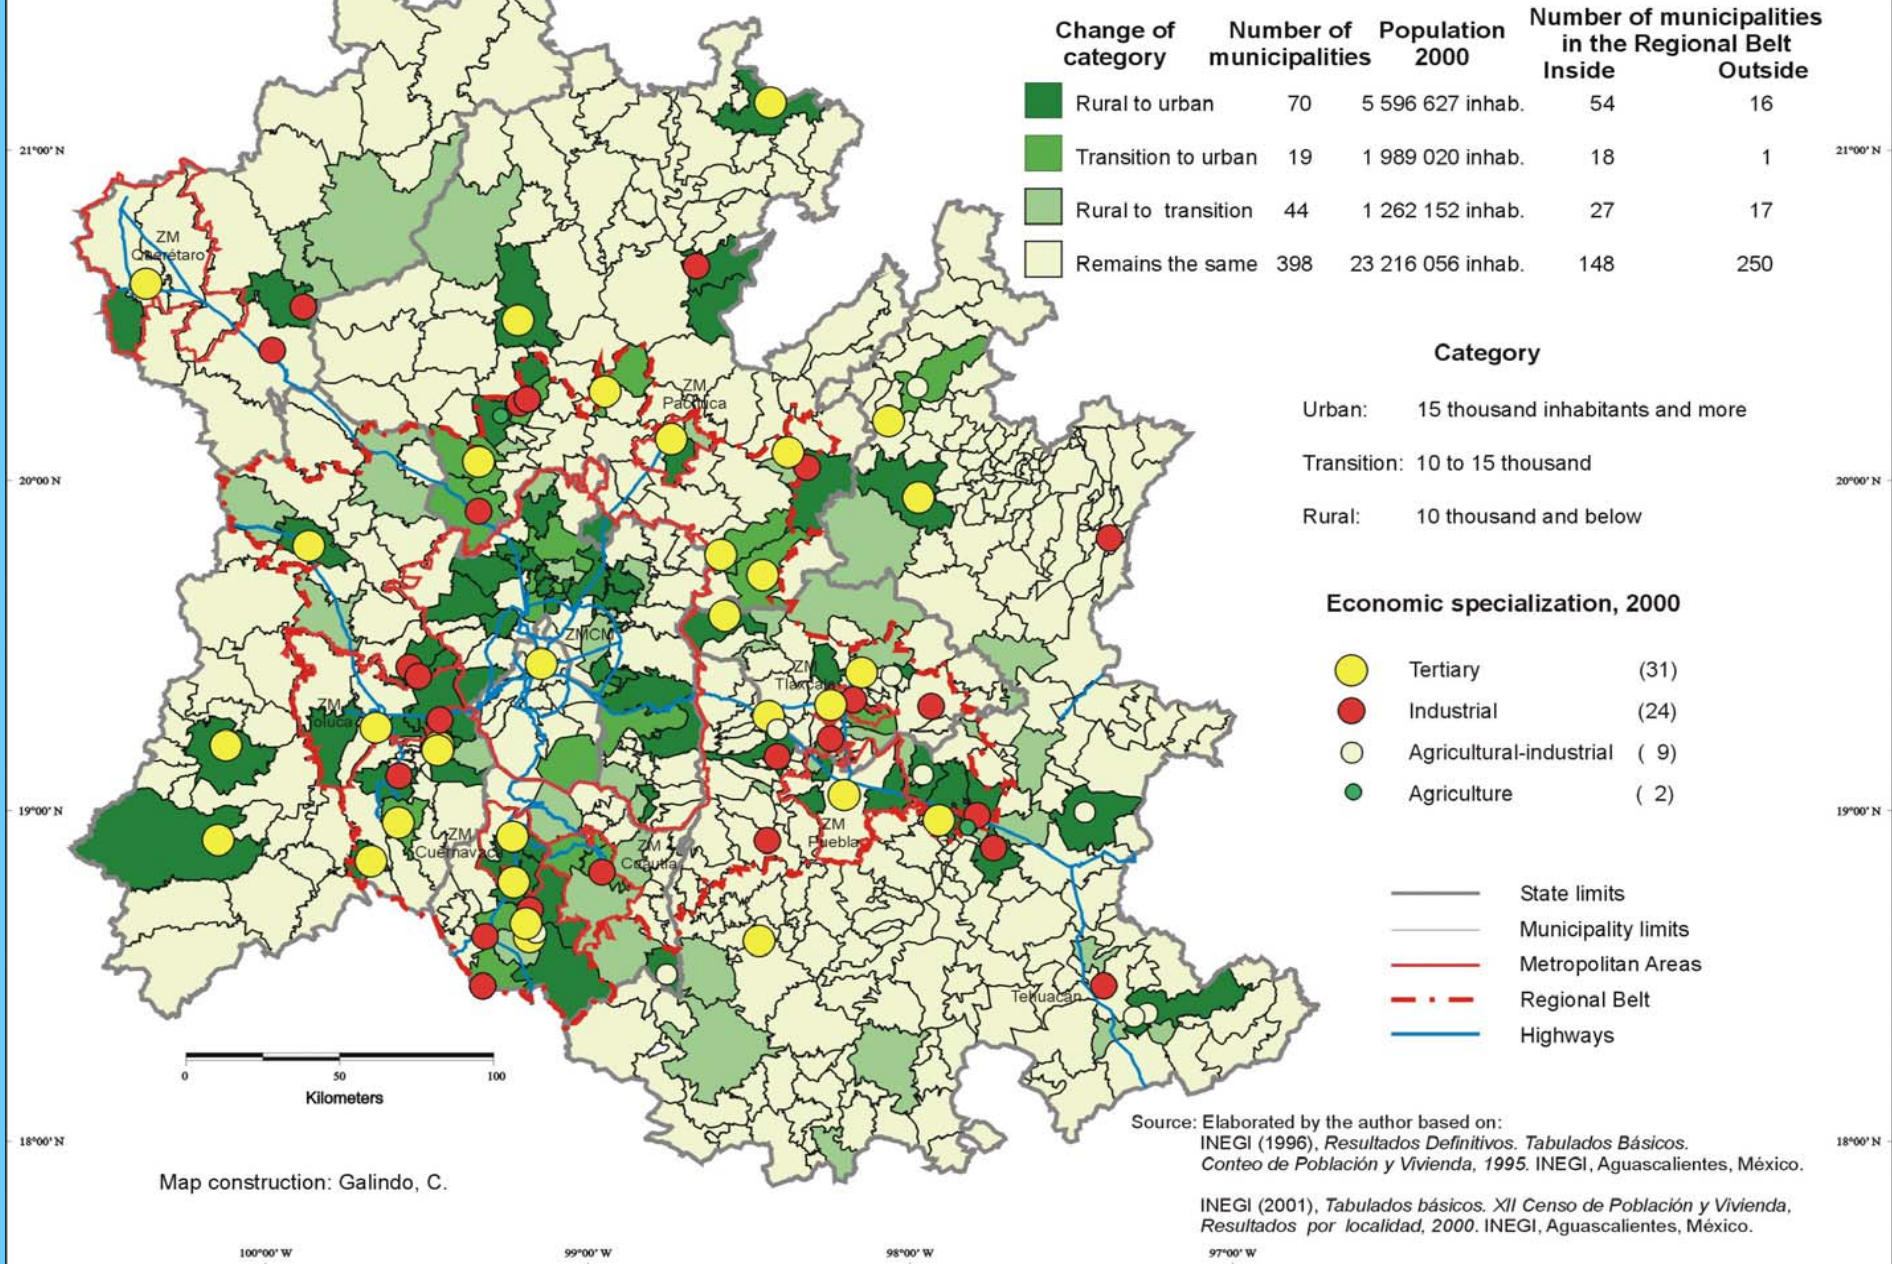 Change of category
Number of municipalities
Population 2000
Number of municipalities in the Regional Belt
Inside Outside
Rural to urban 70 5 596 627 inhab. 54 16
Transition to urban 19 1 989 020 inhab. 18 1
Rural to transition 44 1 262 152 inhab. 27 17
Remains the same 398 23 216 056 inhab. 148 250
Category
Urban: 15 thousand inhabitants and more
Transition: 10 to 15 thousand
Rural: 10 thousand and below
Economic specialization, 2000
Tertiary (31)
Industrial (24)
Agricultural-industrial ( 9)
Agriculture ( 2)
State limits
Municipality limits
Metropolitan Areas
Regional Belt
Highways
21°00' N
21°00' N
20°00 N
20°00' N
19°00' N
19°00' N
18°00' N
18°00' N
100°00' W
99°00' W
98°00' W
97°00' W
ZM
Querétaro
ZM
Pachuca
ZMCM
ZM
Tlaxcala
ZM
Toluca
ZM
Cuernavaca
ZM
Cuautla
ZM
Puebla
Tehuacán
0 50 100
Kilometers
Map construction: Galindo, C.
Source: Elaborated by the author based on:
INEGI (1996), Resultados Definitivos. Tabulados Básicos.
Conteo de Población y Vivienda, 1995. INEGI, Aguascalientes, México.
INEGI (2001), Tabulados básicos. XII Censo de Población y Vivienda,
Resultados por localidad, 2000. INEGI, Aguascalientes, México.